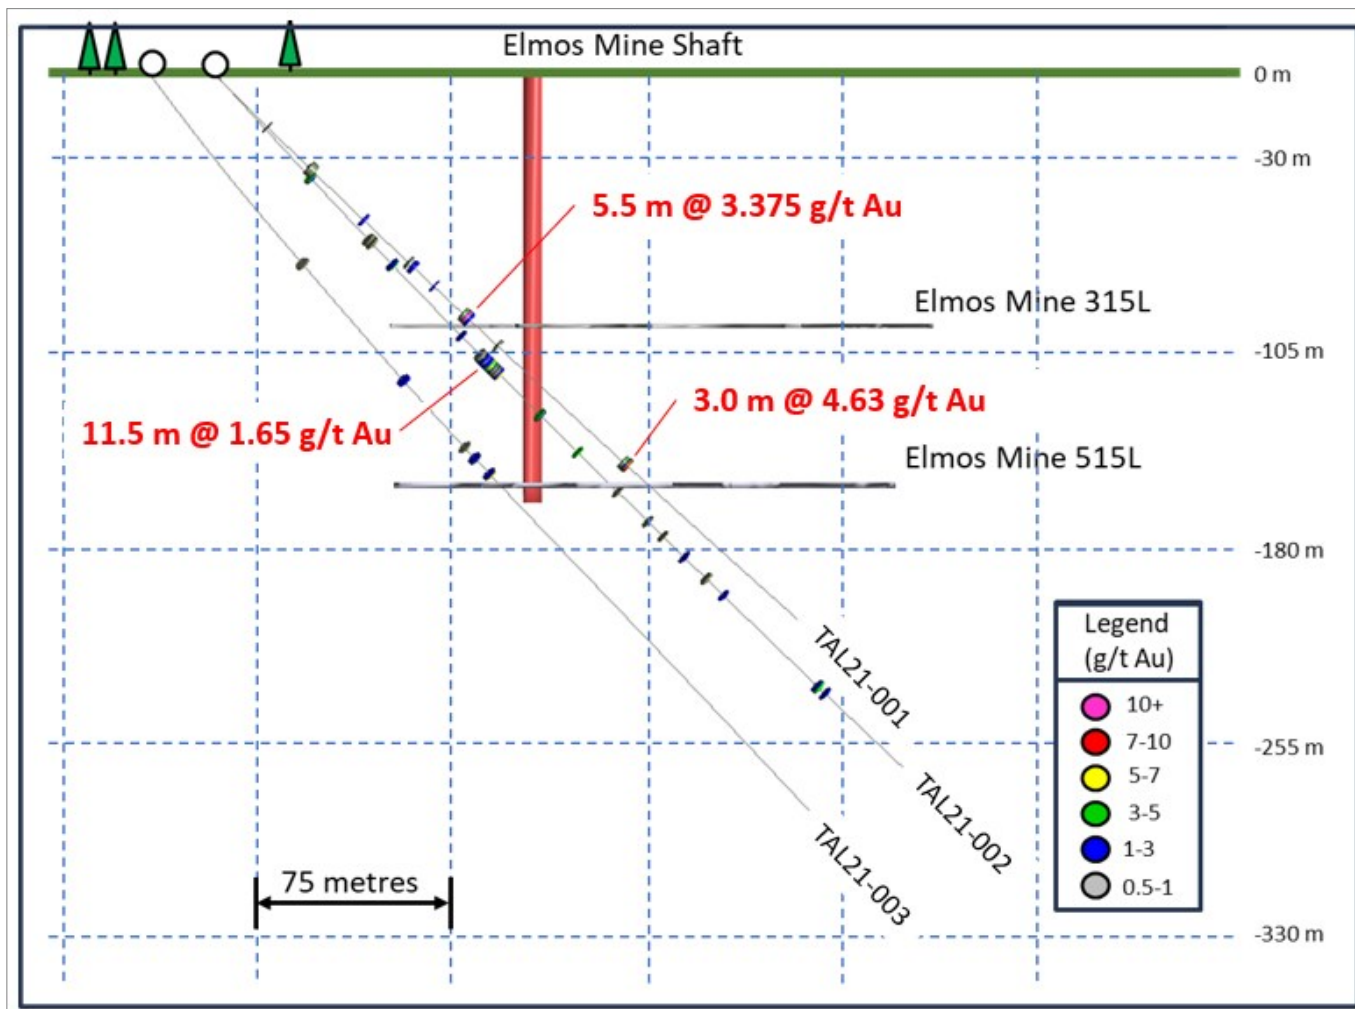 Elmos Mine Shaft
0 m
-30 m
5.5 m @ 3.375 g/t Au
Elmos Mine 315L
-105 m
3.0 m @ 4.63 g/t Au
11.5 m @ 1.65 g/t Au
Elmos Mine 515L
-180 m
TAL21-001
TAL21-002
TAL21-003
-255 m
75 metres
-330 m
Legend
(g/t Au)
10+
7-10
5-7
3-5
1-3
0.5-1